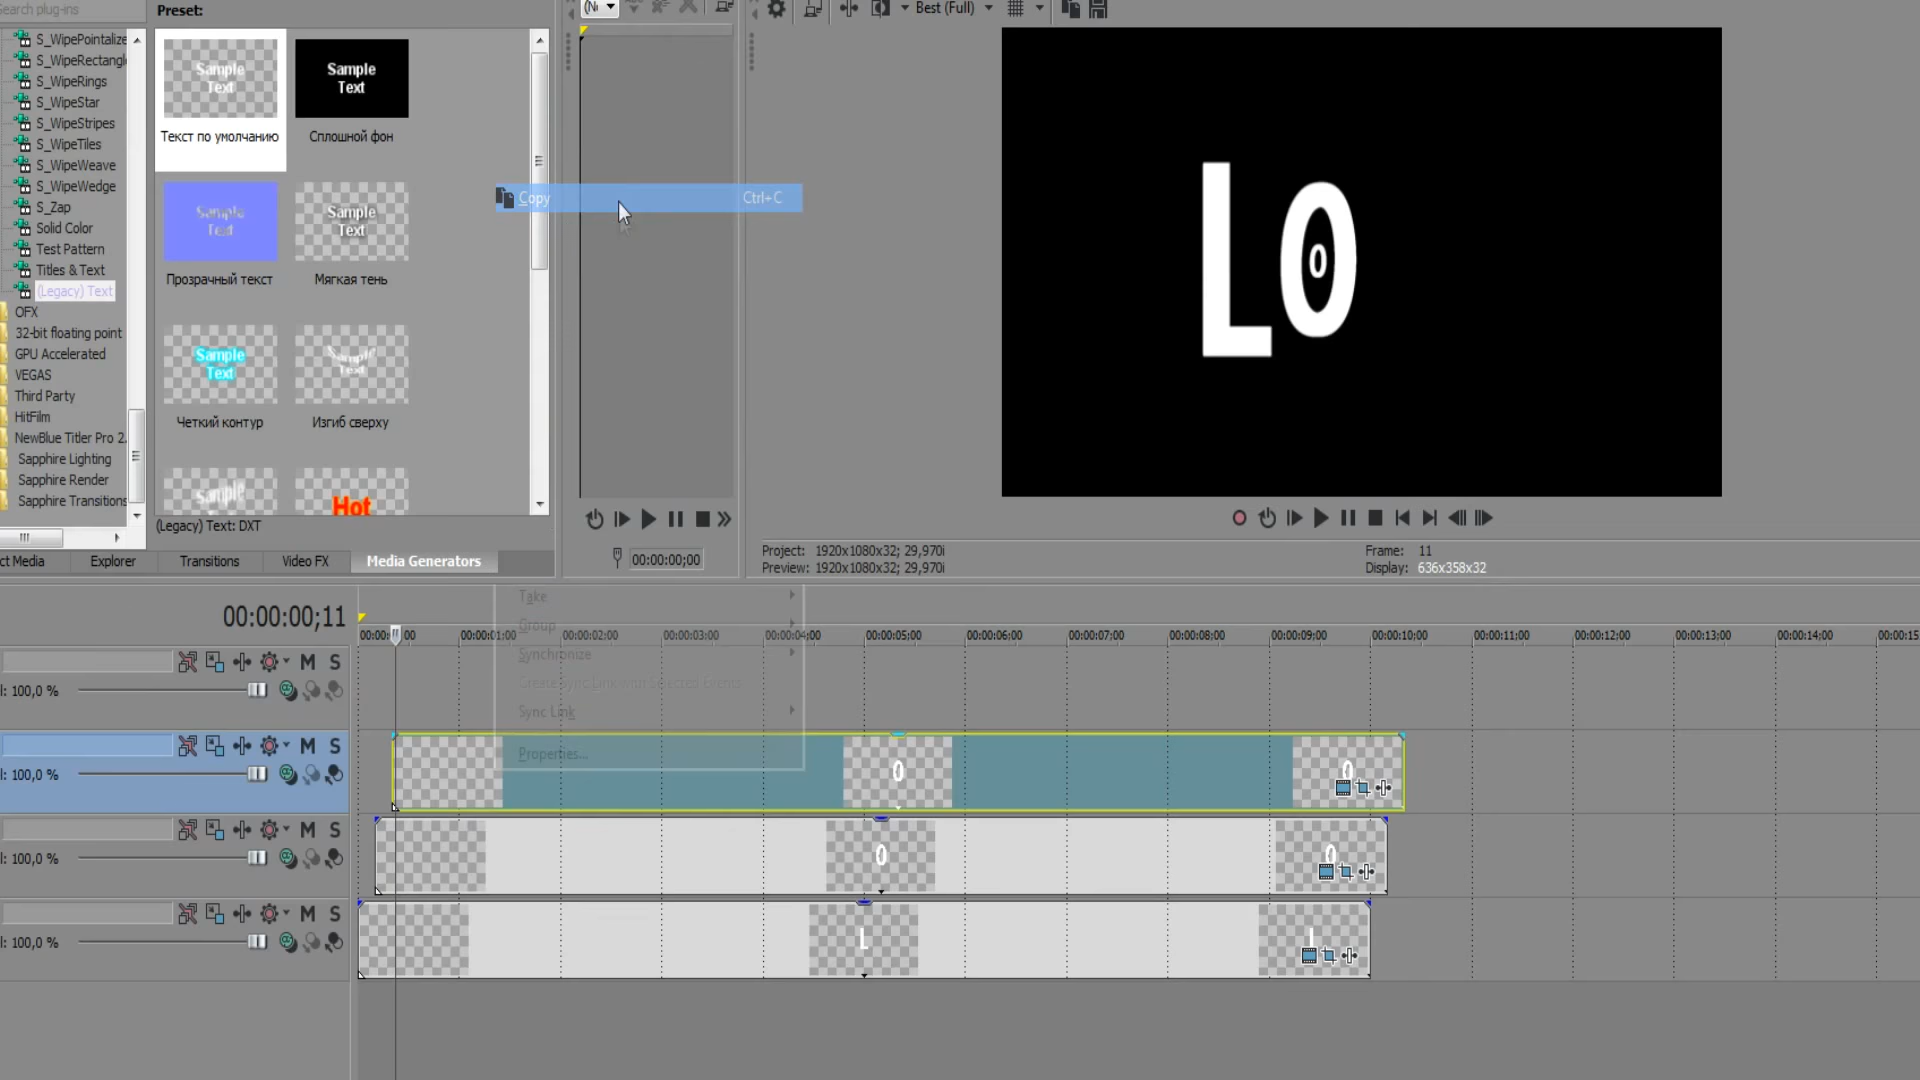 Search plug-ins
Preset:
S_WipePointalize
S_WipeRectangl
S_WipeRings
S_WipeStar
S_WipeStripes
S_WipeTiles
S_WipeWeave
S_WipeWedge
S_Zap
Solid Color
Test Pattern
Titles & Text
(Legacy) Text
OFX
32-bit floating point
GPU Accelerated
VEGAS
Third Party
HitFilm
NewBlue Titler Pro 2.
Sapphire Lighting
Sapphire Render
Sapphire Transitions
Sample
Text
Текст по умолчанию
Sample
Text
Сплошной фон
Sample
Text
Прозрачный текст
Sample
Text
Мягкая тень
Sample
Text
Четкий контур
Sample
Text
Изгиб сверху
Sample
Hot
(Legacy) Text: DXT
ct Media
Explorer
Transitions
Video FX
Media Generators
Copy Ctrl+C
00:00:00;00
Best (Full)
L0
0
Project: 1920x1080x32; 29,970i
Preview: 1920x1080x32; 29,970i
Frame: 11
Display: 636x358x32
00:00:00;11
00:00:01;00
00:00:02;00
00:00:03;00
00:00:04;00
00:00:05;00
00:00:06;00
00:00:07;00
00:00:08;00
00:00:09;00
00:00:10;00
00:00:11;00
00:00:12;00
00:00:13;00
00:00:14;00
00:00:15
Take
Group
Synchronize
Create Sync Link with Selected Events
Sync Link
Properties...
M S
l: 100,0 %
M S
l: 100,0 %
0
0
M S
l: 100,0 %
0
0
M S
l: 100,0 %
L